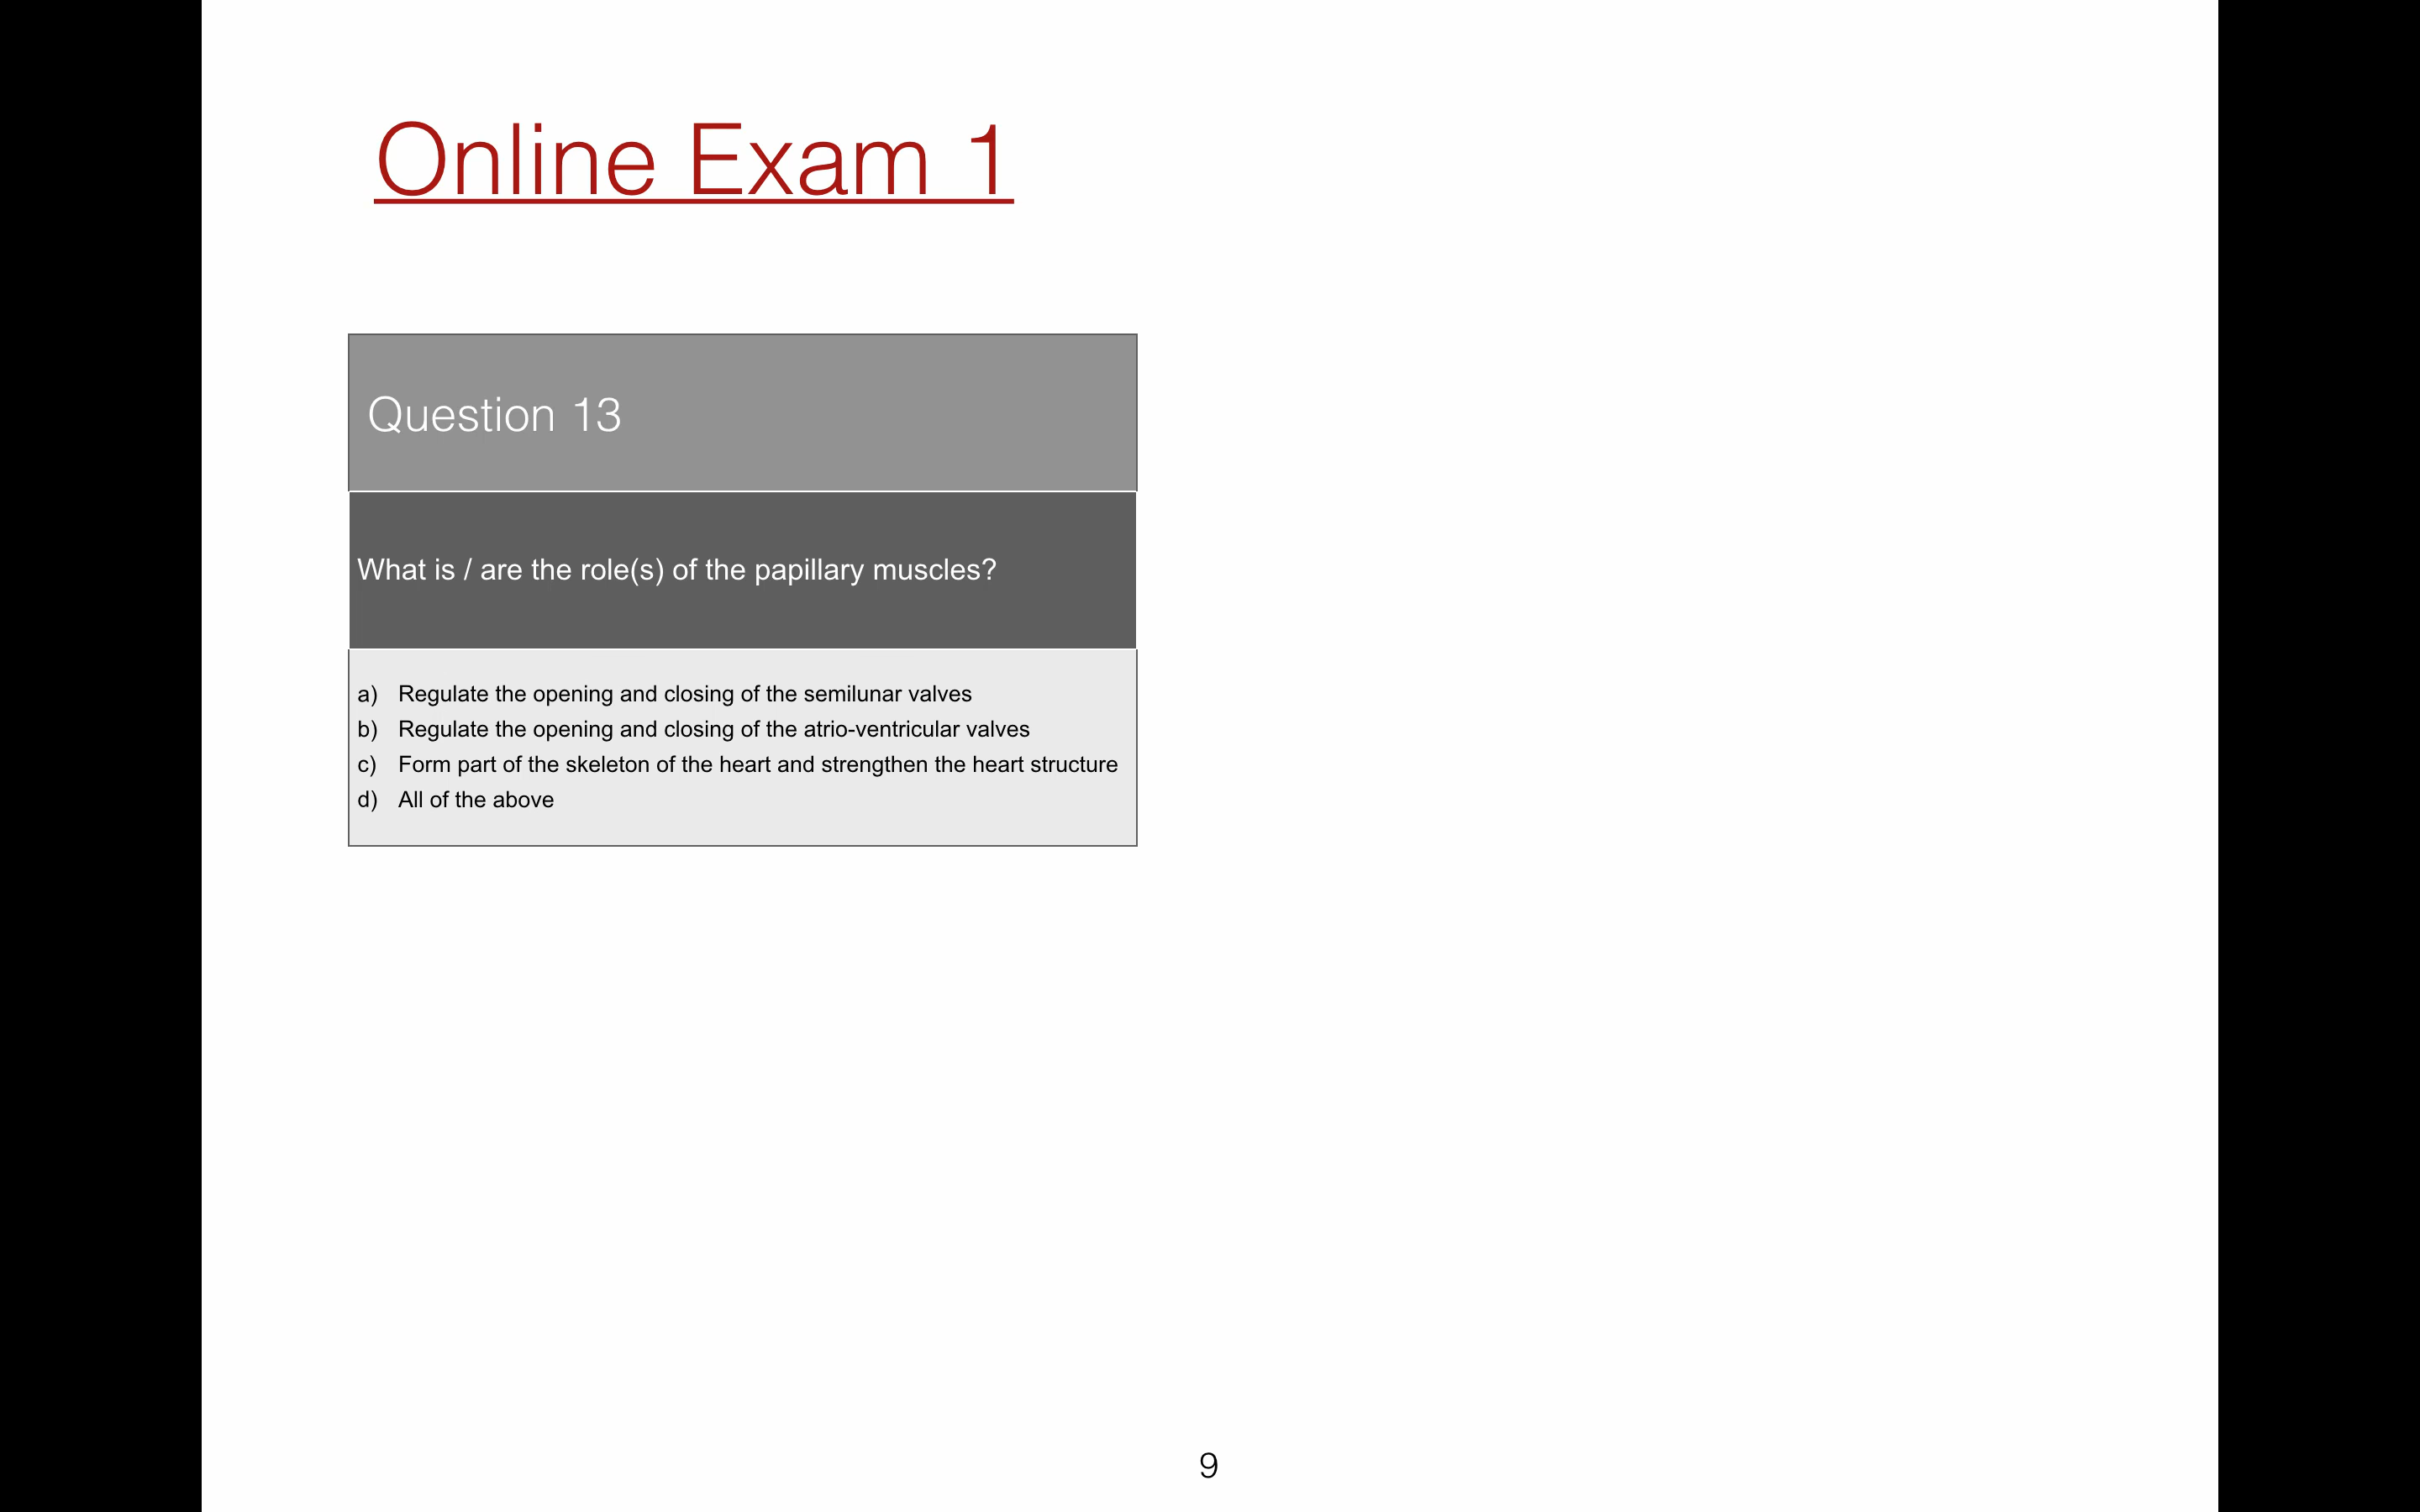 Online Exam 1
Question 13
What is / are the role(s) of the papillary muscles?
a) Regulate the opening and closing of the semilunar valves
b) Regulate the opening and closing of the atrio-ventricular valves
c) Form part of the skeleton of the heart and strengthen the heart structure
d) All of the above
9